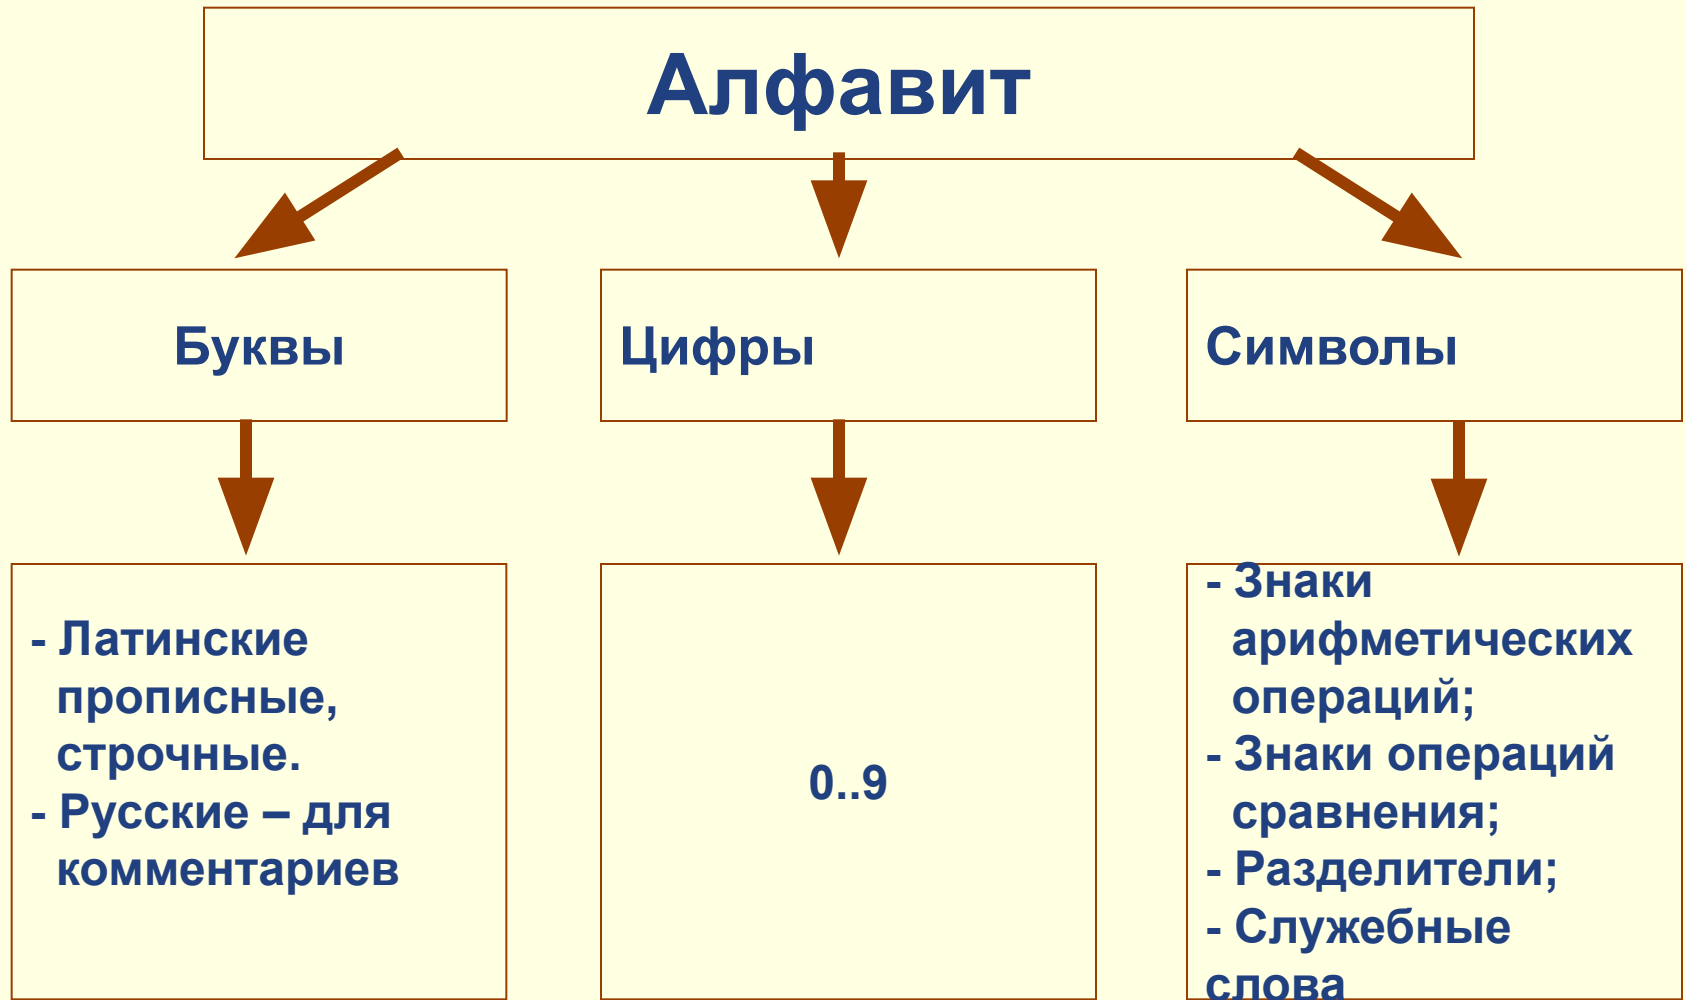 Алфавит
Буквы
Цифры
Символы
- Латинские
прописные,
строчные.
- Русские – для
комментариев
0..9
- Знаки
арифметических
операций;
- Знаки операций
сравнения;
- Разделители;
- Служебные
слова